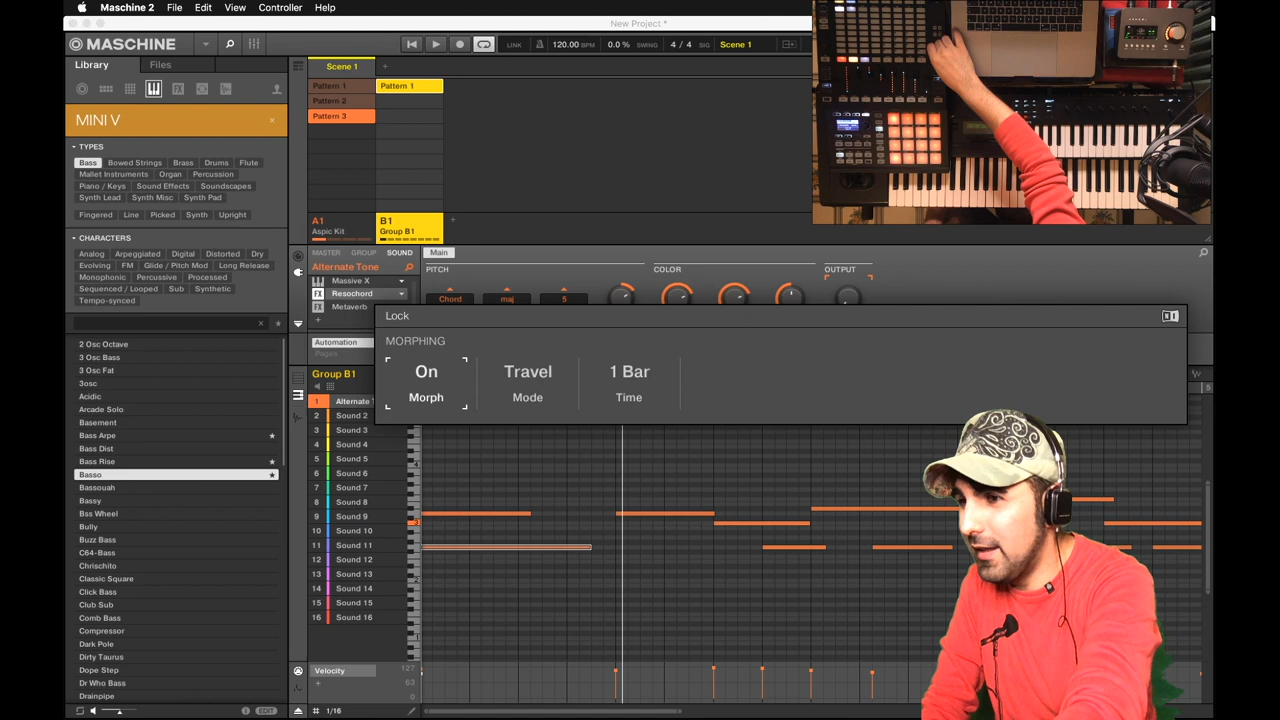 Maschine 2 File Edit View Controller Help
New Project *
MASCHINE LINK 120.00 BPM 0.0 % SWING 4 / 4 SIG Scene 1
Library Files
Scene 1 +
Pattern 1 Pattern 1
Pattern 2
Pattern 3
MINI V ×
TYPES
Bass Bowed Strings Brass Drums Flute
Mallet Instruments Organ Percussion
Piano / Keys Sound Effects Soundscapes
Synth Lead Synth Misc Synth Pad
Fingered Line Picked Synth Upright
A1 B1 +
Aspic Kit Group B1
CHARACTERS
Analog Arpeggiated Digital Distorted Dry
Evolving FM Glide / Pitch Mod Long Release
Monophonic Percussive Processed
Sequenced / Looped Sub Synthetic
Tempo-synced
MASTER GROUP SOUND Main
Alternate Tone PITCH COLOR OUTPUT
Massive X
Resochord Chord maj 5
Metaverb
+
Lock
MORPHING
On Travel 1 Bar
Morph Mode Time
Automation
Pages
Group B1 5
1 Alternate
2 Sound 2
3 Sound 3
4 Sound 4
5 Sound 5
6 Sound 6
7 Sound 7
8 Sound 8
9 Sound 9
10 Sound 10
11 Sound 11
12 Sound 12
13 Sound 13
14 Sound 14
15 Sound 15
16 Sound 16
2 Osc Octave
3 Osc Bass
3 Osc Fat
3osc
Acidic
Arcade Solo
Basement
Bass Arpe
Bass Dist
Bass Rise
Basso
Bassouah
Bassy
Bss Wheel
Bully
Buzz Bass
C64-Bass
Chrischito
Classic Square
Click Bass
Club Sub
Comb Bass
Compressor
Dark Pole
Dirty Taurus
Dope Step
Dr Who Bass
Drainpipe
Velocity 127
+ 63
0
EDIT 1/16